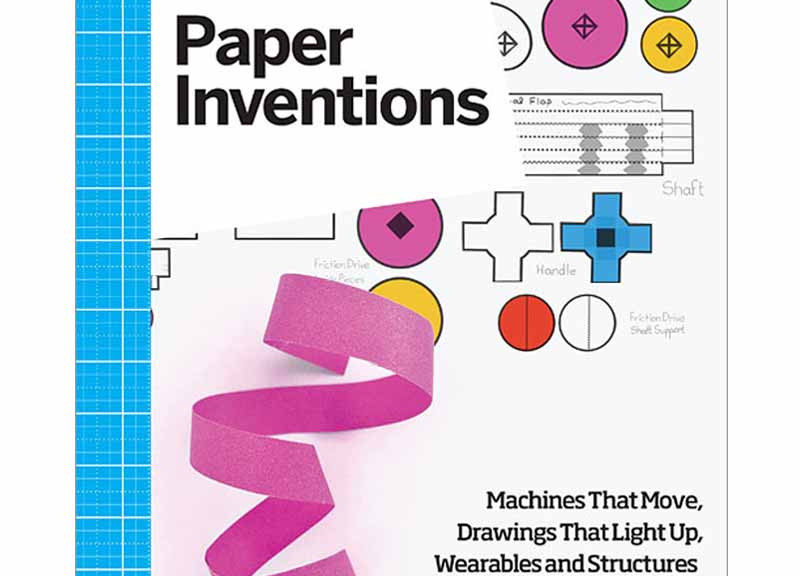 Paper
Inventions
Flap
Shaft
Friction Drive
Handle
Friction Drive
Shaft Support
Machines That Move,
Drawings That Light Up,
Wearables and Structures